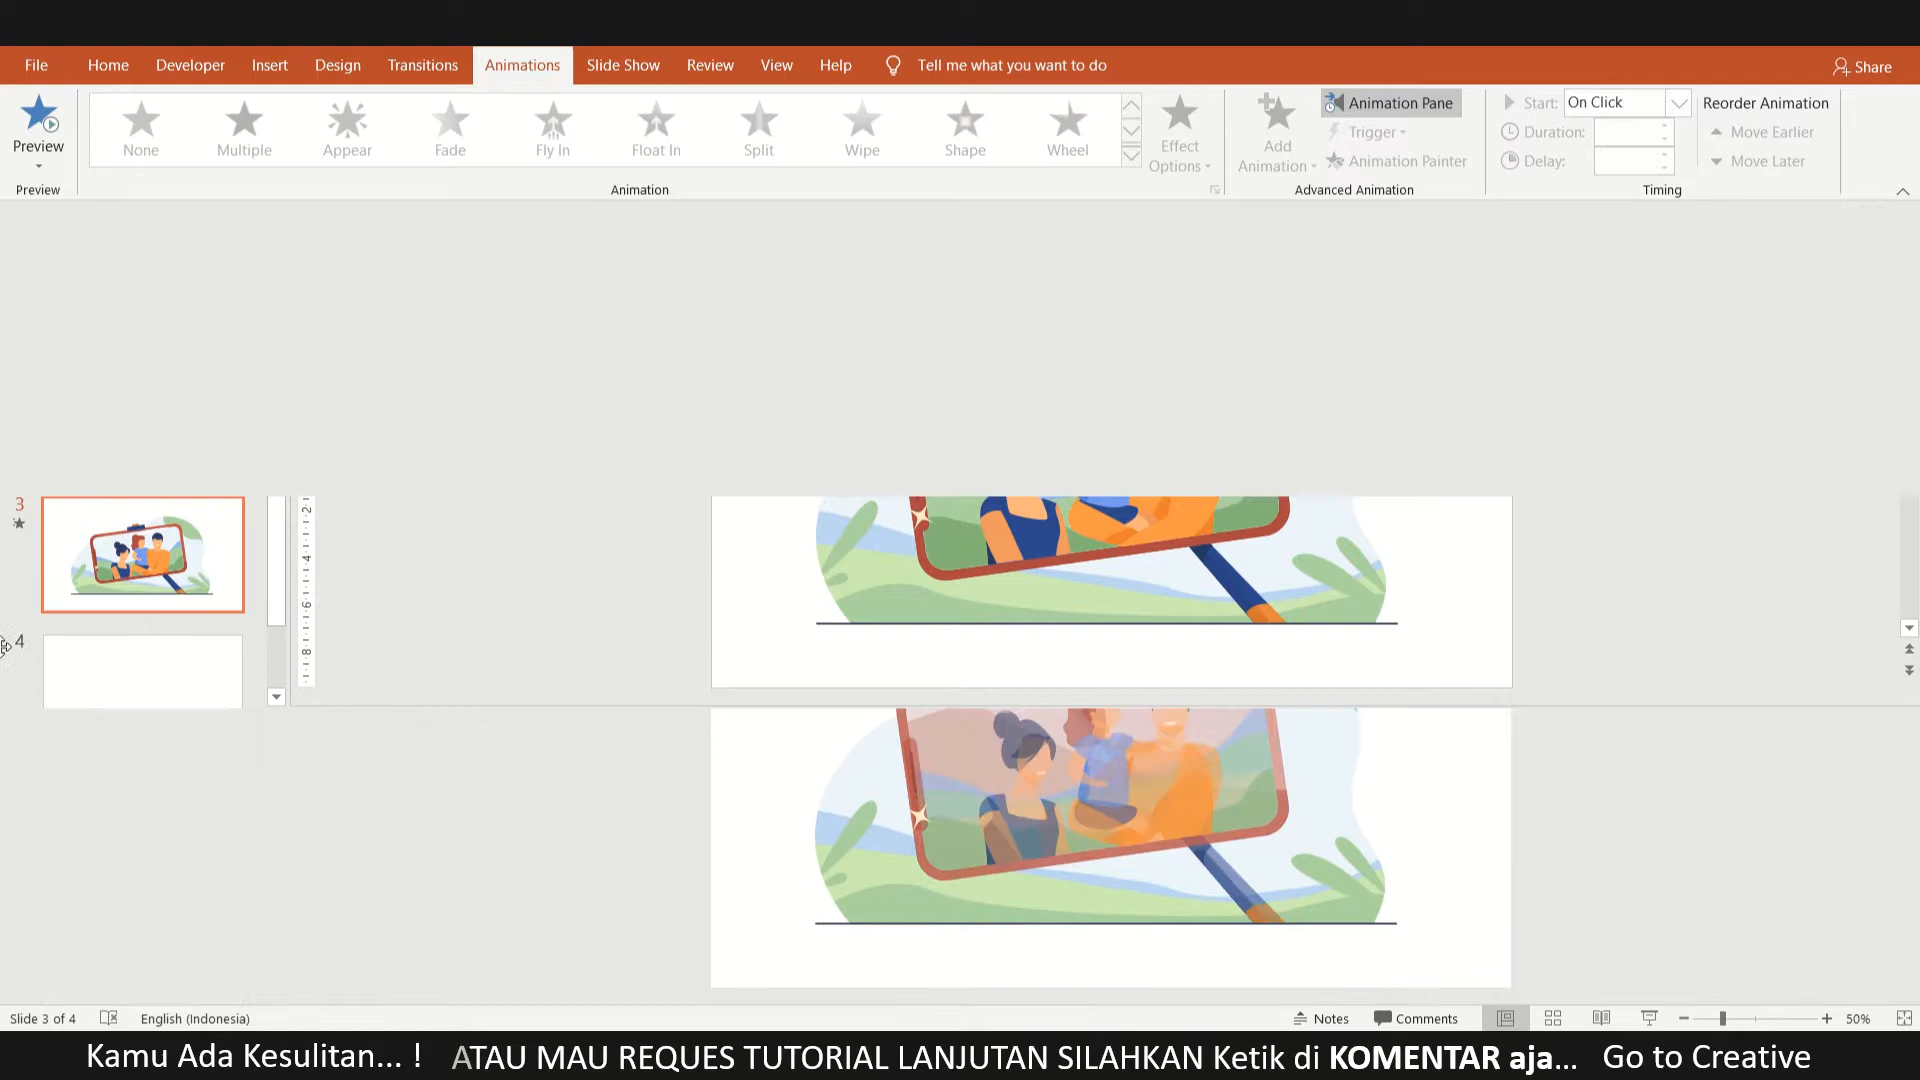 File Home Developer Insert Design Transitions Animations Slide Show Review View Help Tell me what you want to do Share
Preview
None Multiple Appear Fade Fly In Float In Split Wipe Shape Wheel
Effect Options
Add Animation
Animation Pane
Trigger
Animation Painter
Start: On Click
Duration:
Delay:
Reorder Animation
Move Earlier
Move Later
Preview Animation Advanced Animation Timing
3
4
2
4
6
8
Slide 3 of 4 English (Indonesia) Notes Comments 50%
Kamu Ada Kesulitan... ! ATAU MAU REQUES TUTORIAL LANJUTAN SILAHKAN Ketik di KOMENTAR aja... Go to Creative